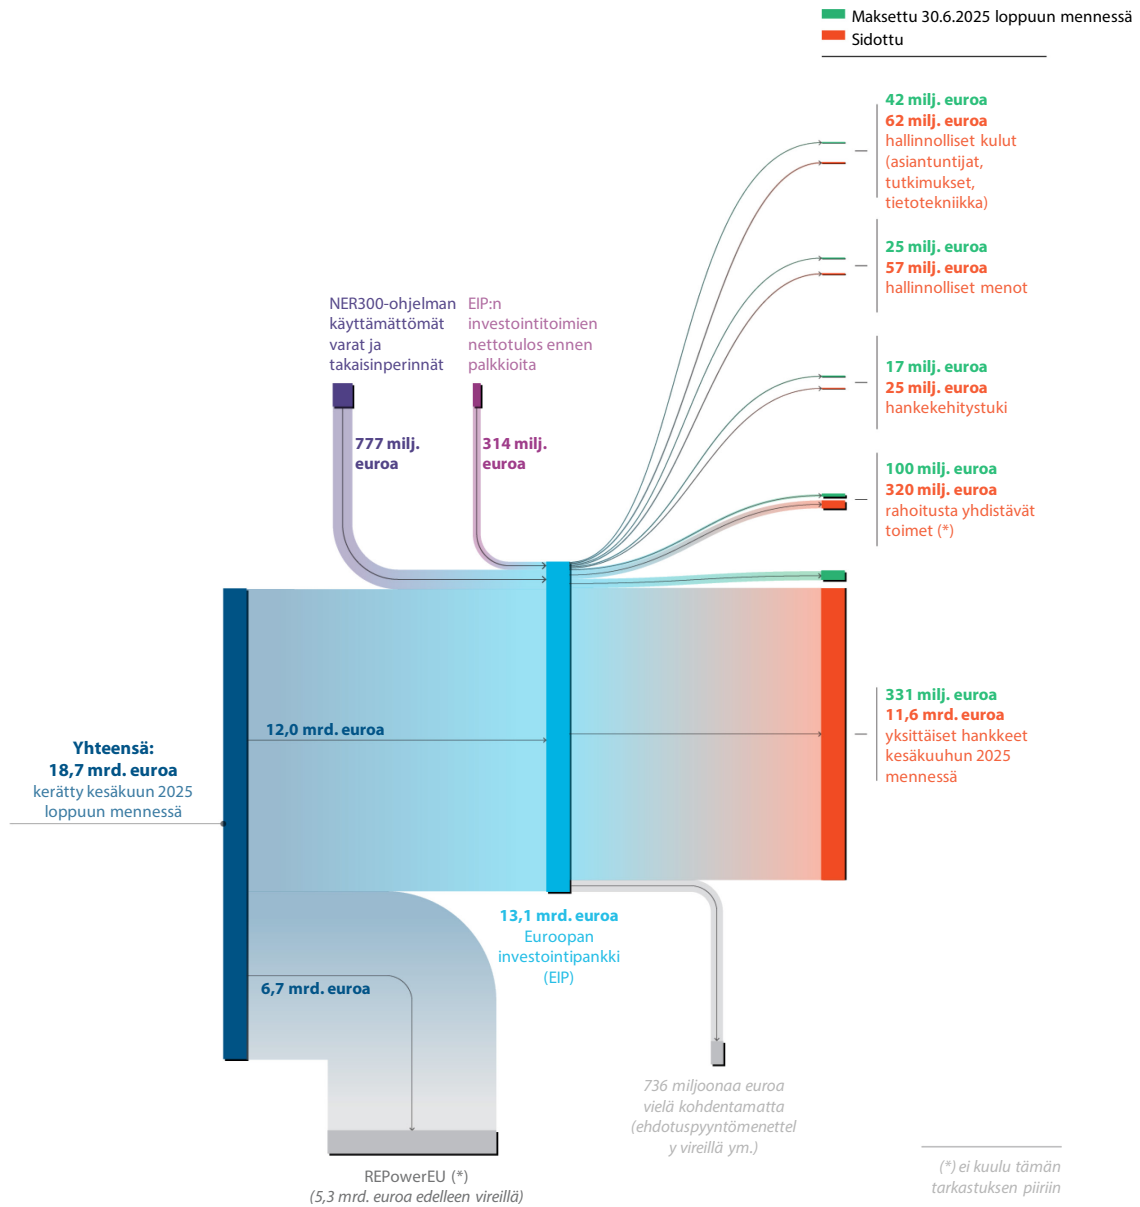 Maksettu 30.6.2025 loppuun mennessä
Sidottu
42 milj. euroa
62 milj. euroa
hallinnolliset kulut
(asiantuntijat,
tutkimukset,
tietotekniikka)
25 milj. euroa
57 milj. euroa
hallinnolliset menot
NER300-ohjelman
käyttämättömät
varat ja
takaisinperinnät
EIP:n
investointitoimien
nettotulos ennen
palkkioita
17 milj. euroa
25 milj. euroa
hankekehitystuki
777 milj.
euroa
314 milj.
euroa
100 milj. euroa
320 milj. euroa
rahoitusta yhdistävät
toimet (*)
12,0 mrd. euroa
Yhteensä:
18,7 mrd. euroa
kerätty kesäkuun 2025
loppuun mennessä
331 milj. euroa
11,6 mrd. euroa
yksittäiset hankkeet
kesäkuuhun 2025
mennessä
13,1 mrd. euroa
Euroopan
investointipankki
(EIP)
6,7 mrd. euroa
736 miljoonaa euroa
vielä kohdentamatta
(ehdotuspyyntömenettel
y vireillä ym.)
REPowerEU (*)
(5,3 mrd. euroa edelleen vireillä)
(*) ei kuulu tämän
tarkastuksen piiriin